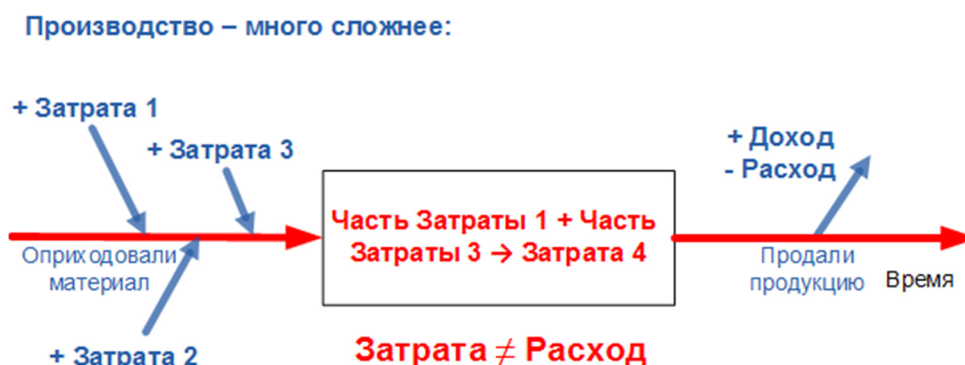 Производство – много сложнее:
+ Затрата 1
+ Затрата 3
+ Доход
- Расход
Часть Затраты 1 + Часть
Затраты 3 → Затрата 4
Оприходовали
материал
Продали
продукцию
Время
+ Затрата 2
Затрата ≠ Расход